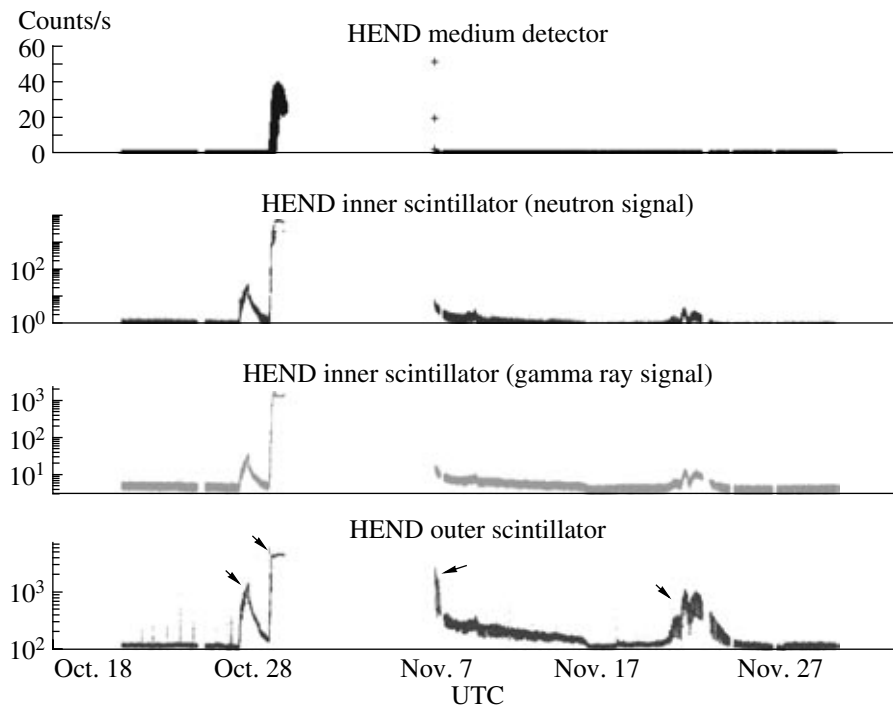 Counts/s
HEND medium detector
60
40
20
0
HEND inner scintillator (neutron signal)
10²
10⁰
HEND inner scintillator (gamma ray signal)
10³
10²
10¹
HEND outer scintillator
10³
10²
Oct. 18 Oct. 28 Nov. 7 Nov. 17 Nov. 27
UTC